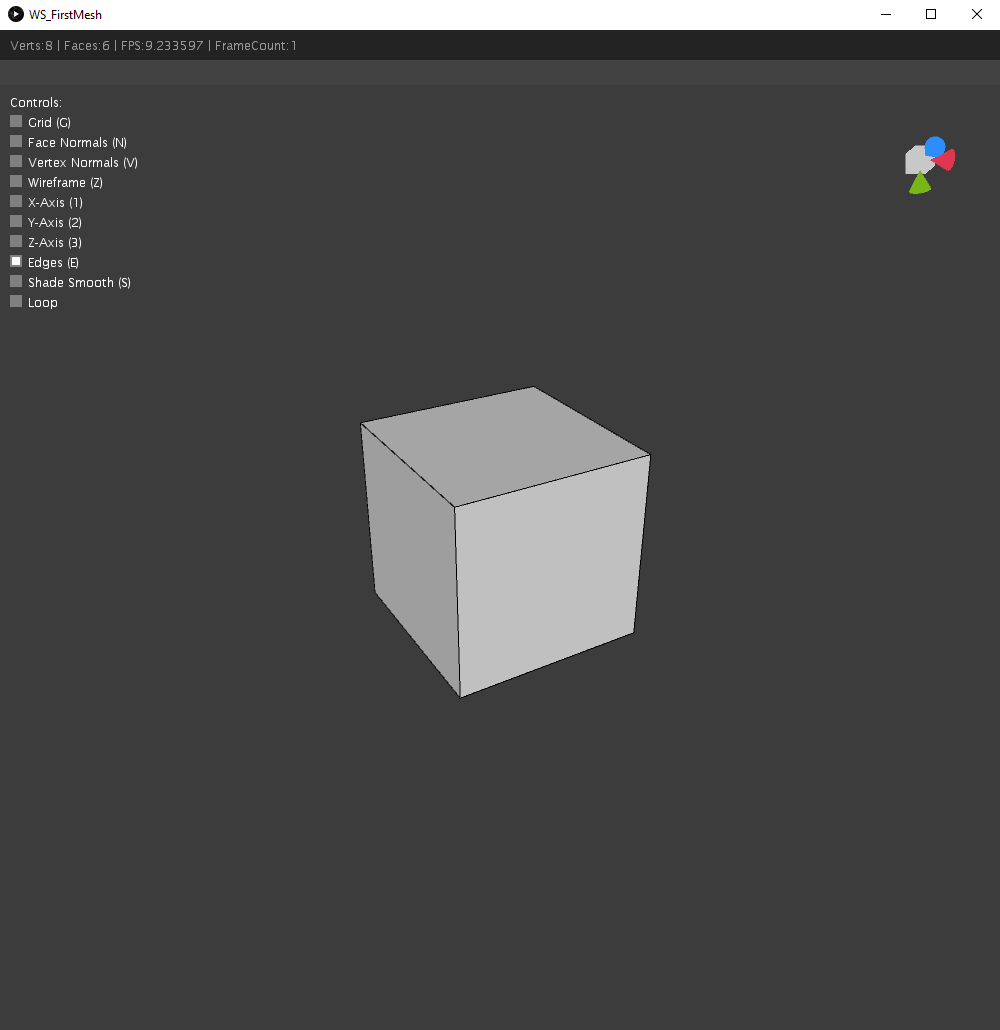 WS_FirstMesh
Verts:8 | Faces:6 | FPS:9.233597 | FrameCount:1
Controls:
Grid (G)
Face Normals (N)
Vertex Normals (V)
Wireframe (Z)
X-Axis (1)
Y-Axis (2)
Z-Axis (3)
Edges (E)
Shade Smooth (S)
Loop